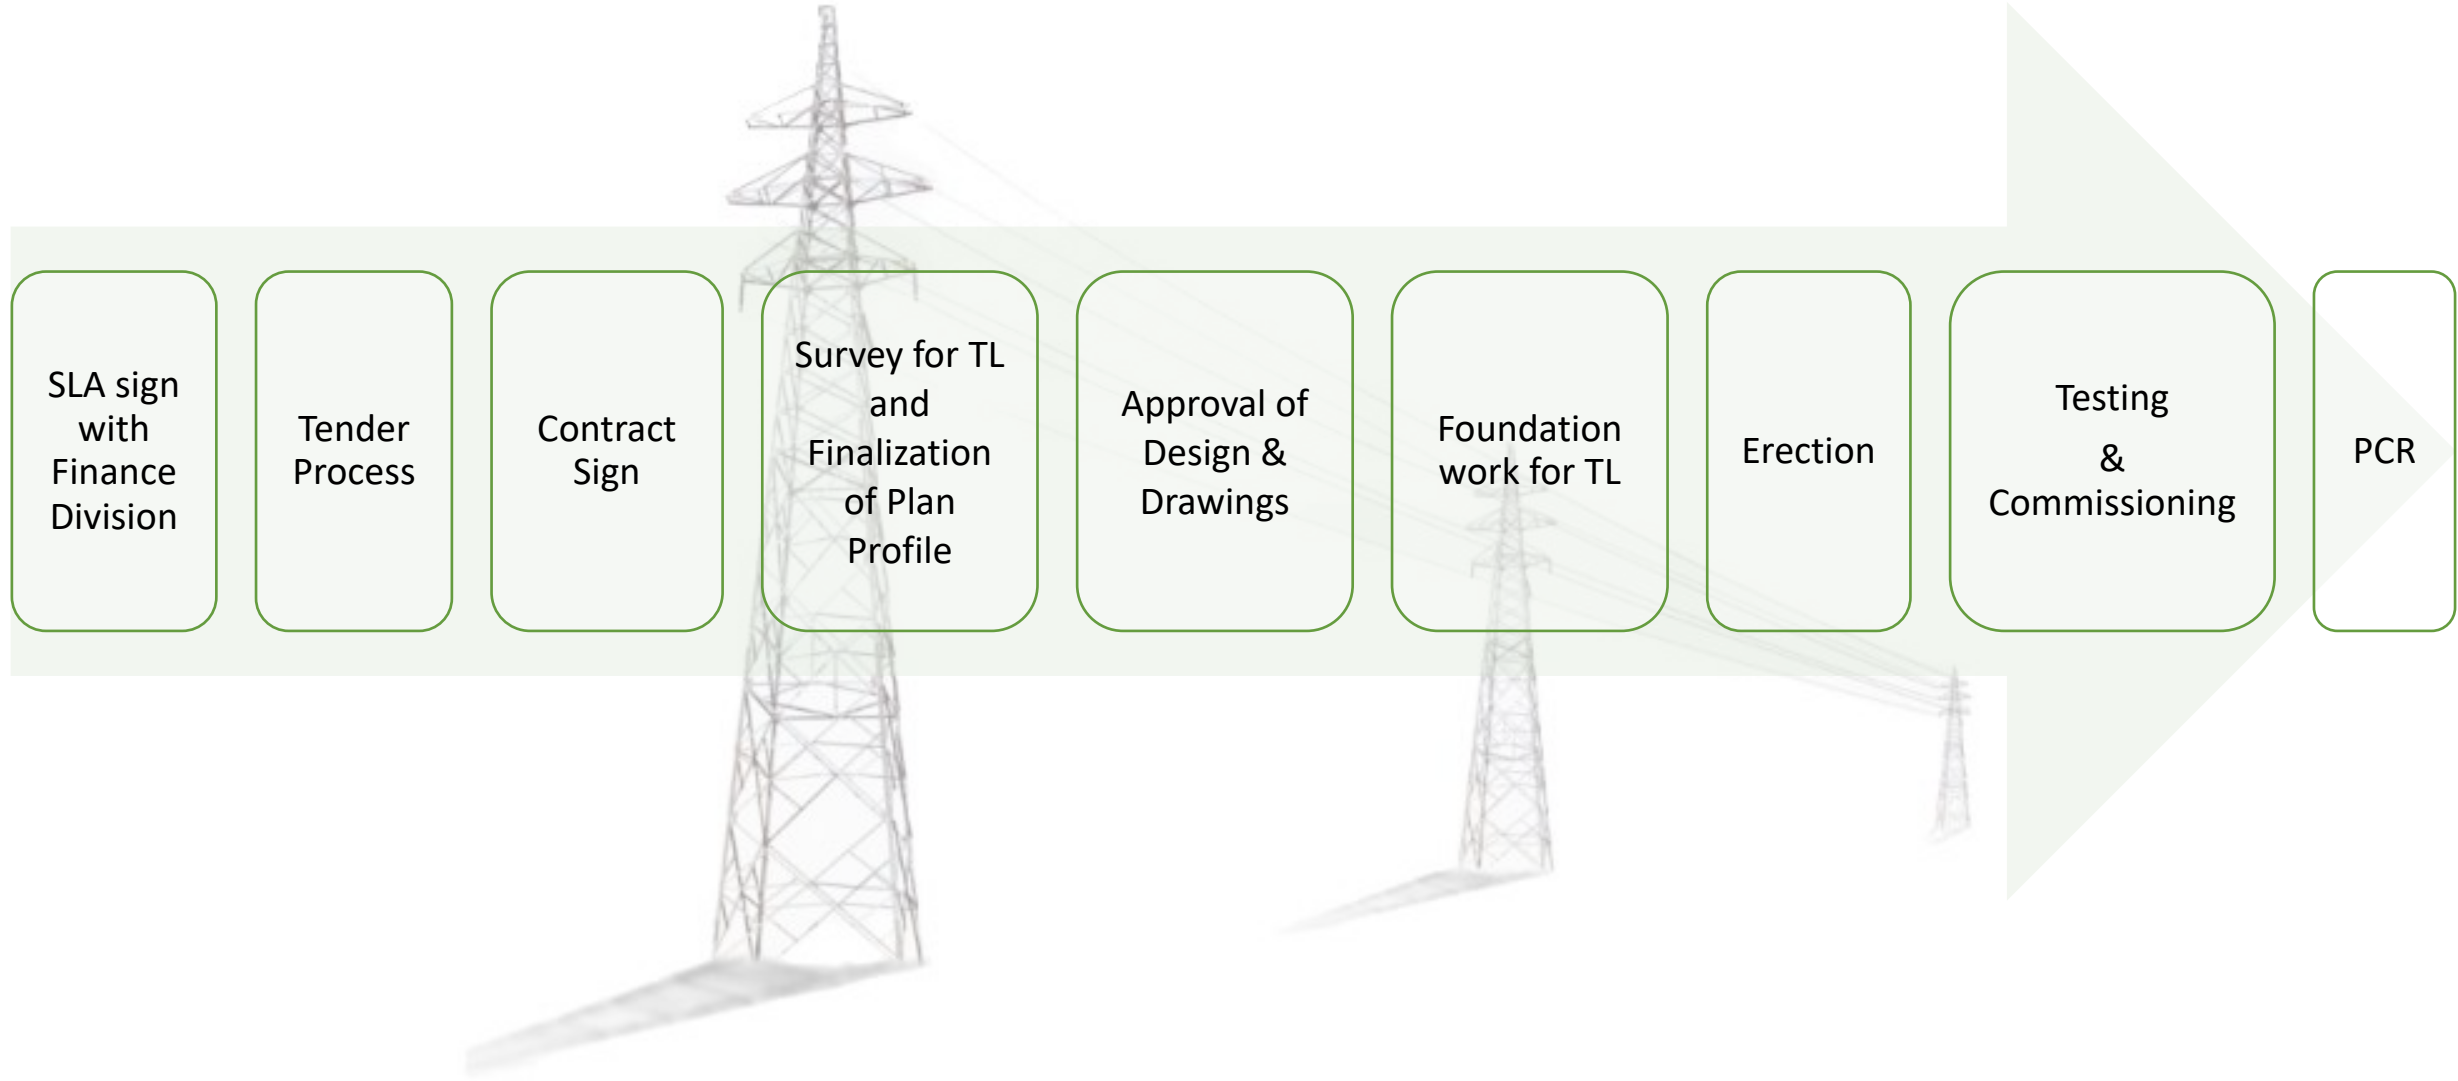 SLA sign
with
Finance
Division
Tender
Process
Contract
Sign
Survey for TL
and
Finalization
of Plan
Profile
Approval of
Design &
Drawings
Foundation
work for TL
Erection
Testing
&
Commissioning
PCR